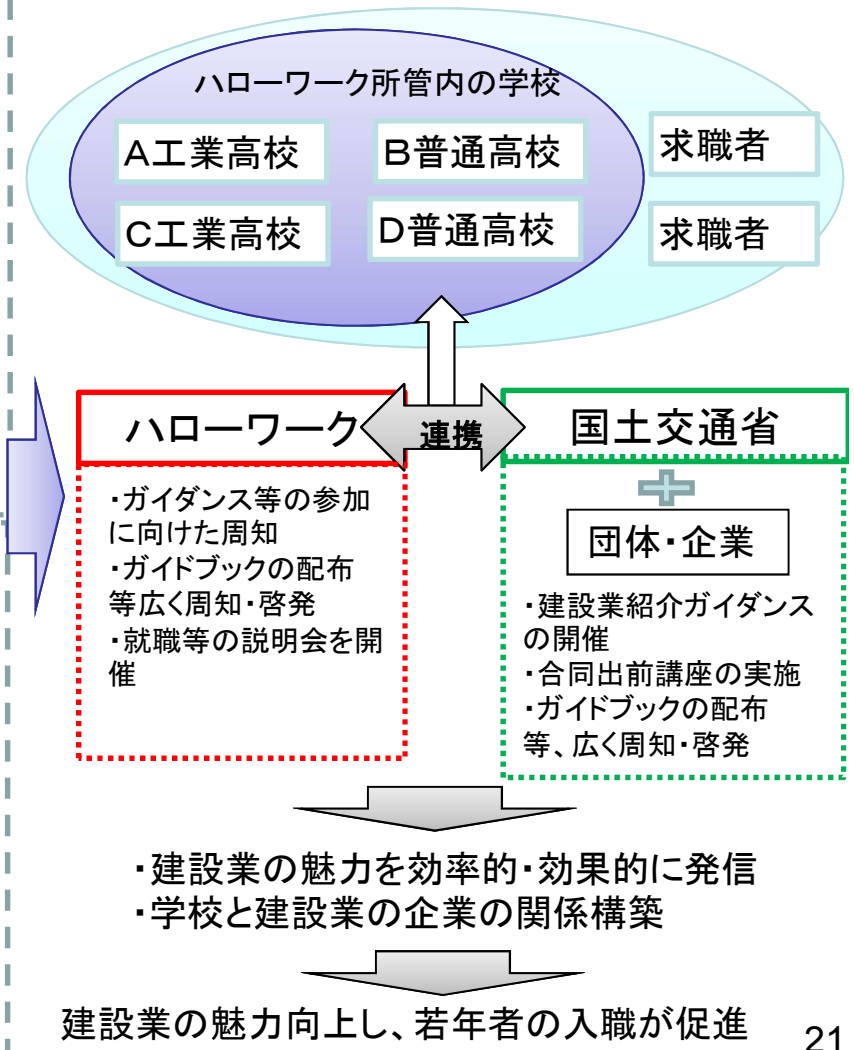 ハローワーク所管内の学校
A工業高校
B普通高校
求職者
C工業高校
D普通高校
求職者
ハローワーク
連携
国土交通省
・ガイダンス等の参加
に向けた周知
・ガイドブックの配布
等広く周知・啓発
・就職等の説明会を開
催
団体・企業
・建設業紹介ガイダンス
の開催
・合同出前講座の実施
・ガイドブックの配布
等、広く周知・啓発
・建設業の魅力を効率的・効果的に発信
・学校と建設業の企業の関係構築
建設業の魅力向上し、若年者の入職が促進
21